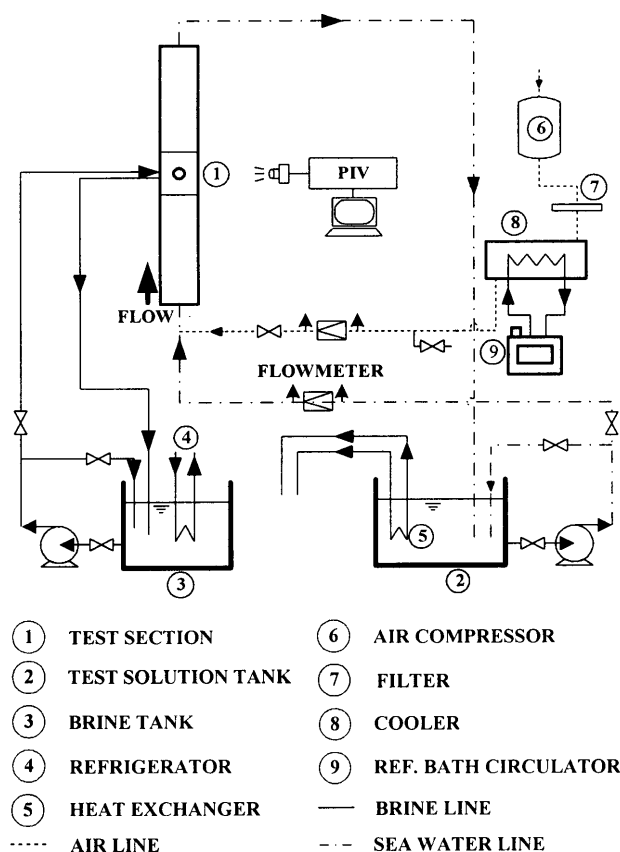 6
7
1
PIV
8
FLOW
9
FLOWMETER
4
5
3
2
1 TEST SECTION
2 TEST SOLUTION TANK
3 BRINE TANK
4 REFRIGERATOR
5 HEAT EXCHANGER
AIR LINE
6 AIR COMPRESSOR
7 FILTER
8 COOLER
9 REF. BATH CIRCULATOR
BRINE LINE
SEA WATER LINE